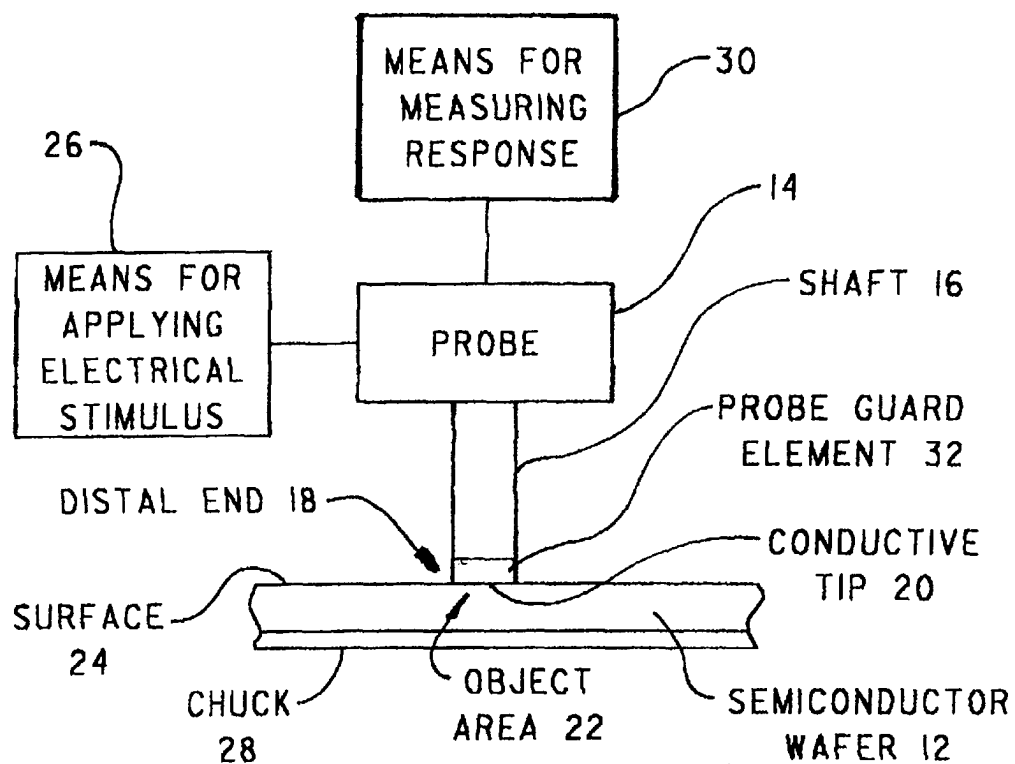 MEANS FOR
MEASURING
RESPONSE
30
26
14
MEANS FOR
APPLYING
ELECTRICAL
STIMULUS
PROBE
SHAFT 16
PROBE GUARD
ELEMENT 32
DISTAL END 18
CONDUCTIVE
TIP 20
SURFACE
24
CHUCK
28
OBJECT
AREA 22
SEMICONDUCTOR
WAFER 12